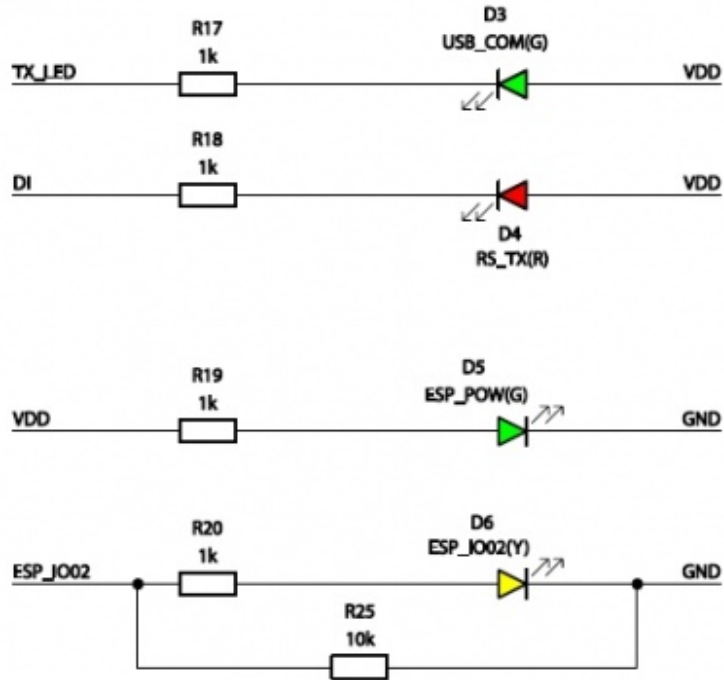 D3
R17
USB_COM(G)
1k
TX_LED
VDD
R18
1k
DI
VDD
D4
RS_TX(R)
D5
R19
ESP_POW(G)
1k
VDD
GND
D6
R20
ESP_IO02(Y)
1k
ESP_IO02
GND
R25
10k